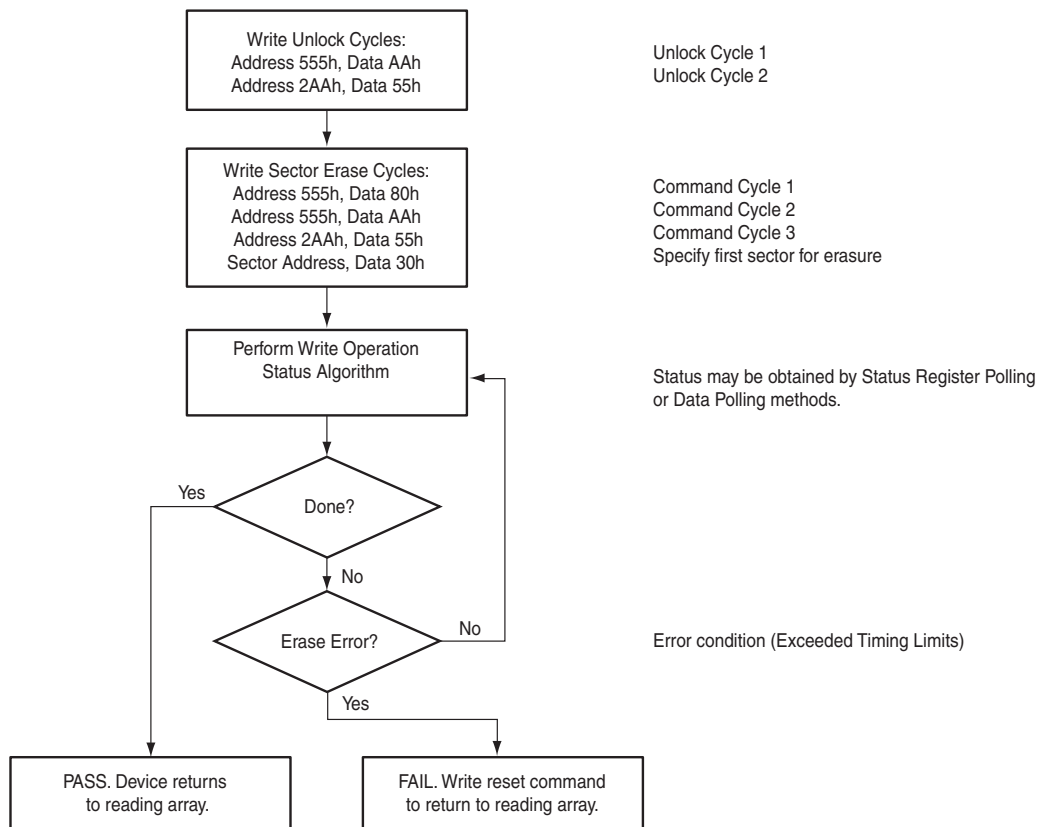 Write Unlock Cycles:
Address 555h, Data AAh
Address 2AAh, Data 55h
Unlock Cycle 1
Unlock Cycle 2
Write Sector Erase Cycles:
Address 555h, Data 80h
Address 555h, Data AAh
Address 2AAh, Data 55h
Sector Address, Data 30h
Command Cycle 1
Command Cycle 2
Command Cycle 3
Specify first sector for erasure
Perform Write Operation
Status Algorithm
Status may be obtained by Status Register Polling
or Data Polling methods.
Yes
Done?
No
Erase Error?
No
Error condition (Exceeded Timing Limits)
Yes
PASS. Device returns
to reading array.
FAIL. Write reset command
to return to reading array.